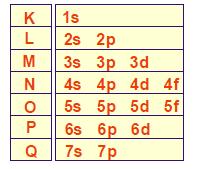 K 1s
L 2s 2p
M 3s 3p 3d
N 4s 4p 4d 4f
O 5s 5p 5d 5f
P 6s 6p 6d
Q 7s 7p